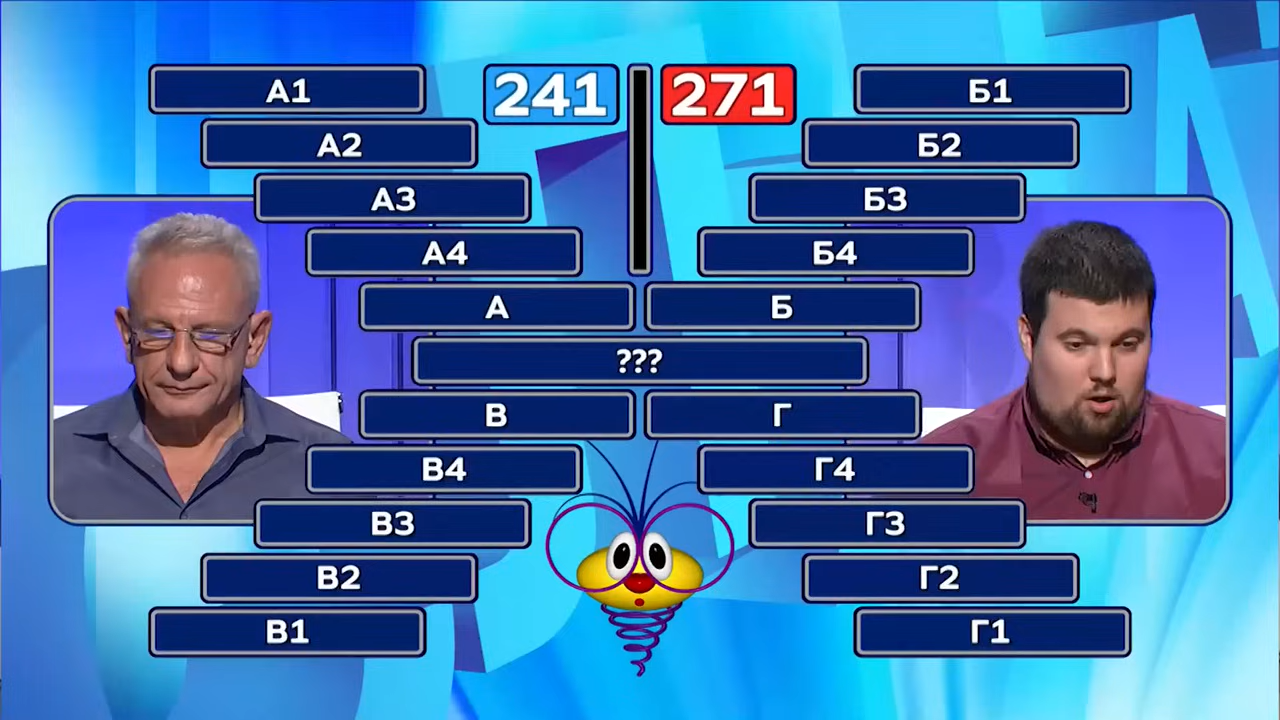 А1 241 271 Б1
А2 Б2
А3 Б3
А4 Б4
А Б
???
В Г
В4 Г4
В3 Г3
В2 Г2
В1 Г1